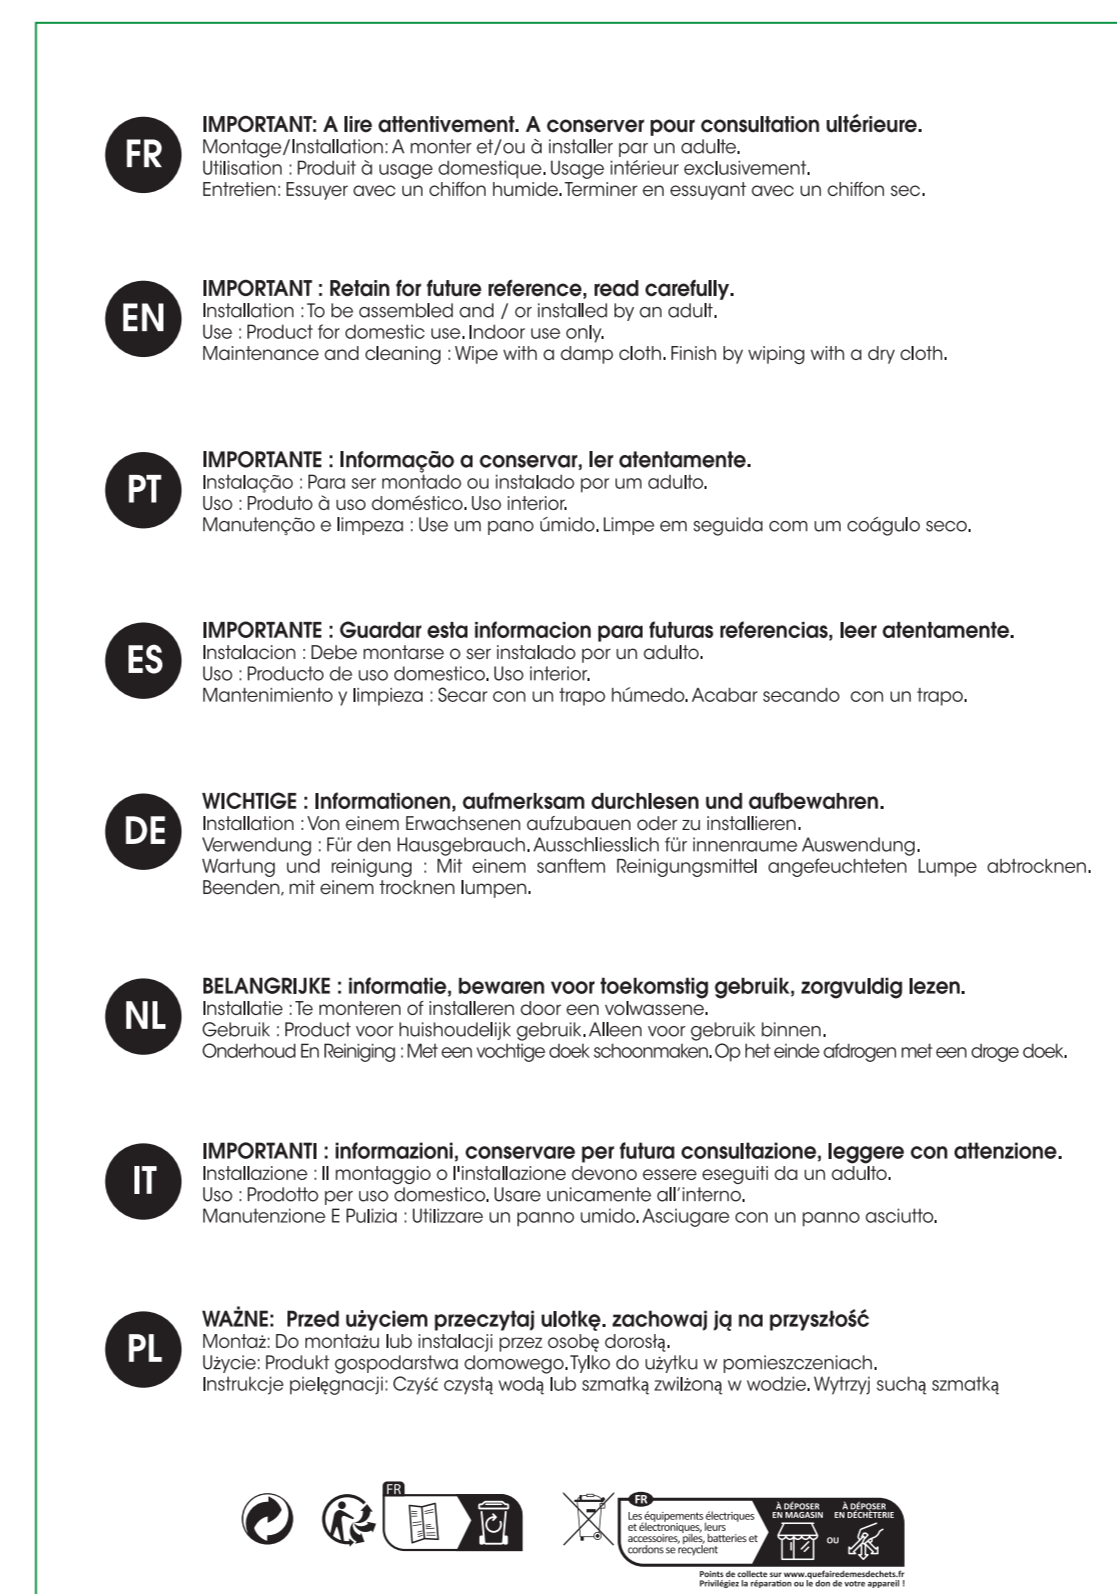 FR
IMPORTANT: A lire attentivement. A conserver pour consultation ultérieure.
Montage/Installation: A monter et/ou à installer par un adulte.
Utilisation : Produit à usage domestique. Usage intérieur exclusivement.
Entretien: Essuyer avec un chiffon humide. Terminer en essuyant avec un chiffon sec.
EN
IMPORTANT : Retain for future reference, read carefully.
Installation : To be assembled and / or installed by an adult.
Use : Product for domestic use. Indoor use only.
Maintenance and cleaning : Wipe with a damp cloth. Finish by wiping with a dry cloth.
PT
IMPORTANTE : Informação a conservar, ler atentamente.
Instalação : Para ser montado ou instalado por um adulto.
Uso : Produto à uso doméstico. Uso interior.
Manutenção e limpeza : Use um pano úmido. Limpe em seguida com um coágulo seco.
ES
IMPORTANTE : Guardar esta informacion para futuras referencias, leer atentamente.
Instalacion : Debe montarse o ser instalado por un adulto.
Uso : Producto de uso domestico. Uso interior.
Mantenimiento y limpieza : Secar con un trapo húmedo. Acabar secando con un trapo.
DE
WICHTIGE : Informationen, aufmerksam durchlesen und aufbewahren.
Installation : Von einem Erwachsenen aufzubauen oder zu installieren.
Verwendung : Für den Hausgebrauch. Ausschliesslich für innenraume Auswendung.
Wartung und reinigung : Mit einem sanftem Reinigungsmittel angefeuchteten Lumpe abtrocknen.
Beenden, mit einem trocknen lumpen.
NL
BELANGRIJKE : informatie, bewaren voor toekomstig gebruik, zorgvuldig lezen.
Installatie : Te monteren of installeren door een volwassene.
Gebruik : Product voor huishoudelijk gebruik. Alleen voor gebruik binnen.
Onderhoud En Reiniging : Met een vochtige doek schoonmaken. Op het einde afdrogen met een droge doek.
IT
IMPORTANTI : informazioni, conservare per futura consultazione, leggere con attenzione.
Installazione : Il montaggio o l'installazione devono essere eseguiti da un adulto.
Uso : Prodotto per uso domestico. Usare unicamente all'interno.
Manutenzione E Pulizia : Utilizzare un panno umido. Asciugare con un panno asciutto.
PL
WAŻNE: Przed użyciem przeczytaj ulotkę. zachowaj ją na przyszłość
Montaż: Do montażu lub instalacji przez osobę dorosłą.
Użycie: Produkt gospodarstwa domowego. Tylko do użytku w pomieszczeniach.
Instrukcje pielęgnacji: Czyść czystą wodą lub szmatką zwilżoną w wodzie. Wytrzyj suchą szmatką
FR
FR
Les équipements électriques
et électroniques, leurs
accessoires, piles, batteries et
cordons se recyclent
À DÉPOSER
EN MAGASIN
OU
À DÉPOSER
EN DÉCHÈTERIE
Points de collecte sur www.quefairedemesdechets.fr
Privilégiez la réparation ou le don de votre appareil !